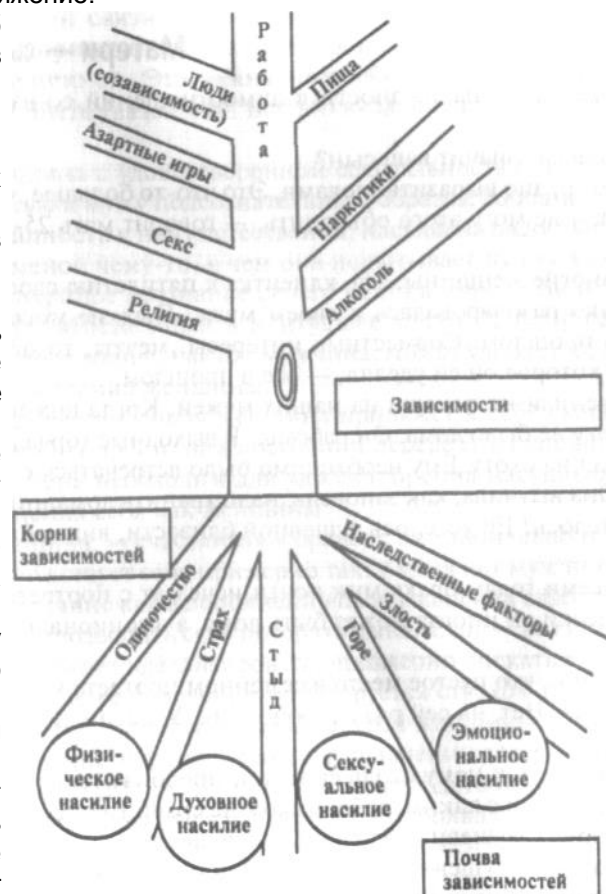 жение.
Работа
Люди
(созависимость)
Пища
Азартные игры
Наркотики
Секс
Алкоголь
Религия
Зависимости
Корни
зависимостей
Одиночество
Страх
Стыд
Горе
Злость
Наследственные факторы
Физи-
ческое
насилие
Духовное
насилие
Сексу-
альное
насилие
Эмоцио-
нальное
насилие
Почва
зависимостей